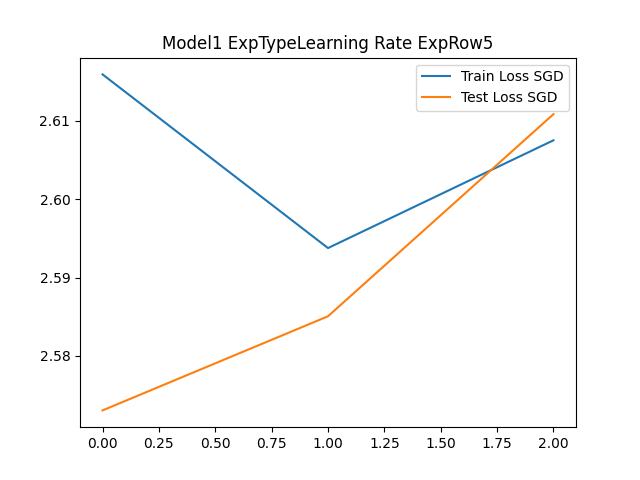 Model1 ExpTypeLearning Rate ExpRow5
Train Loss SGD
Test Loss SGD
2.61
2.60
2.59
2.58
0.00 0.25 0.50 0.75 1.00 1.25 1.50 1.75 2.00